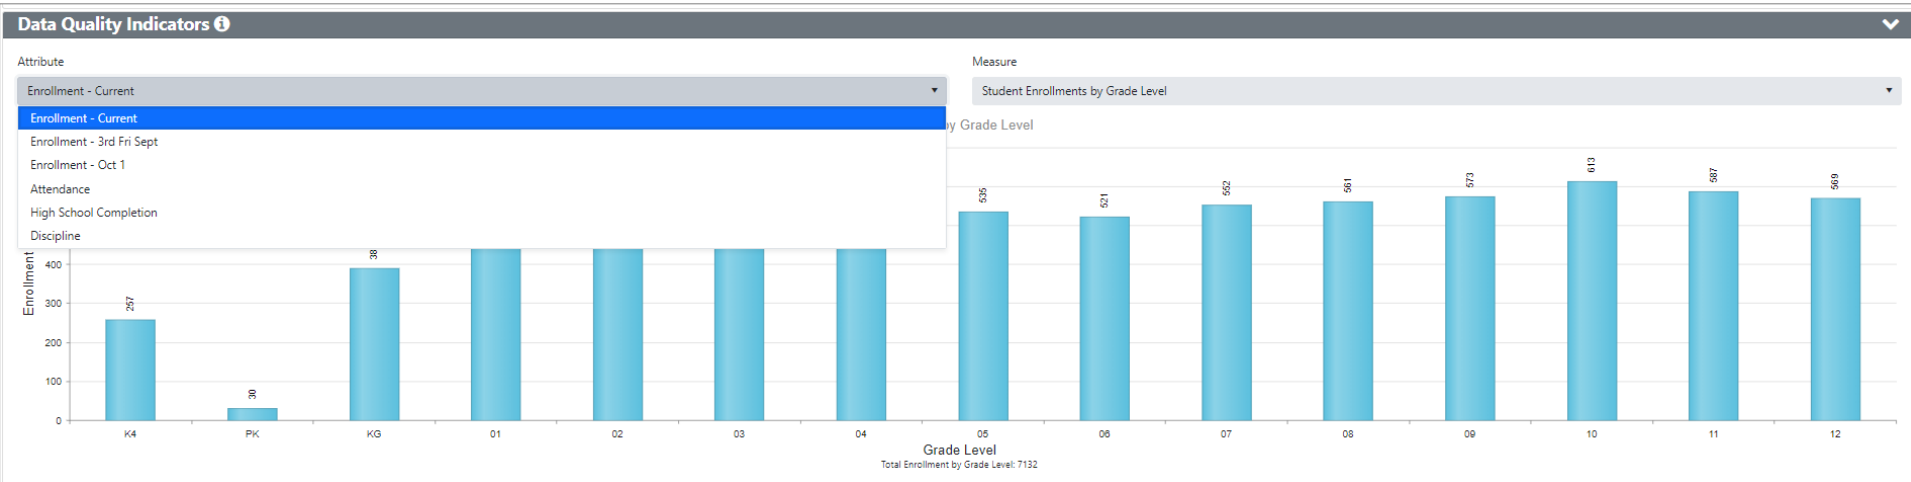 Data Quality Indicators
Attribute
Measure
Enrollment - Current
Student Enrollments by Grade Level
Enrollment - Current
Enrollment - 3rd Fri Sept
Enrollment - Oct 1
Attendance
High School Completion
Discipline
by Grade Level
Enrollment
400
300
200
100
0
257
30
38
535
521
552
561
573
613
587
569
K4
PK
KG
01
02
03
04
05
06
07
08
09
10
11
12
Grade Level
Total Enrollment by Grade Level: 7132